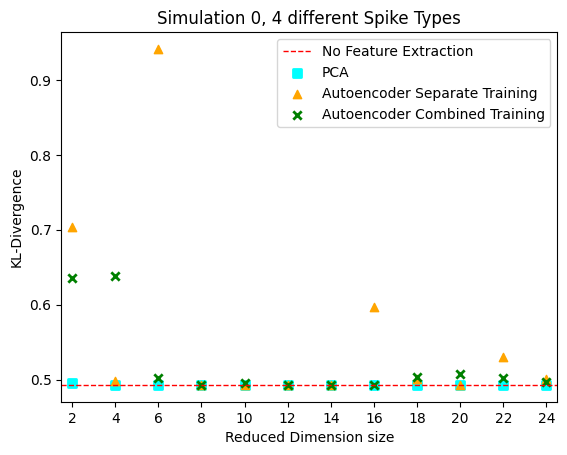 Simulation 0, 4 different Spike Types
No Feature Extraction
PCA
Autoencoder Separate Training
Autoencoder Combined Training
KL-Divergence
0.9
0.8
0.7
0.6
0.5
2 4 6 8 10 12 14 16 18 20 22 24
Reduced Dimension size